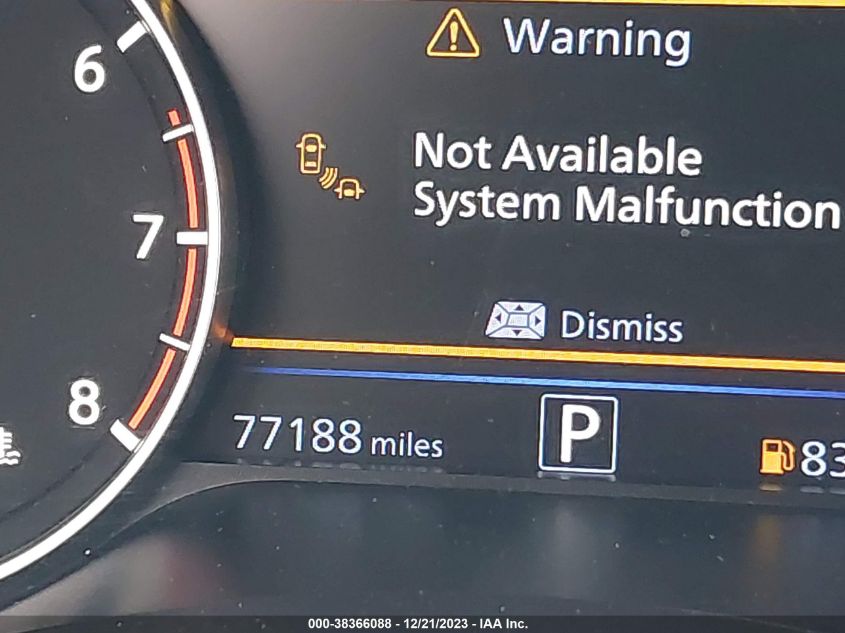 6
Warning
Not Available
System Malfunction
7
Dismiss
8
77188 miles
P
83
000-38366088 - 12/21/2023 - IAA Inc.